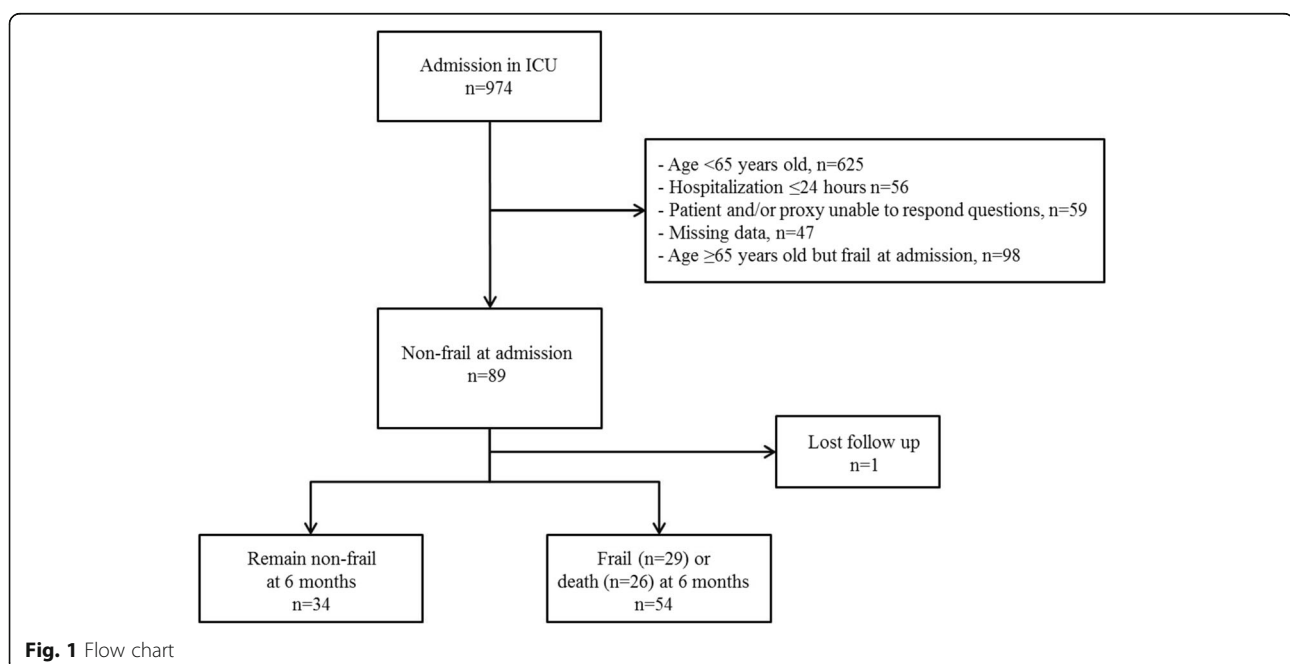 Admission in ICU
n=974
- Age <65 years old, n=625
- Hospitalization ≤24 hours n=56
- Patient and/or proxy unable to respond questions, n=59
- Missing data, n=47
- Age ≥65 years old but frail at admission, n=98
Non-frail at admission
n=89
Lost follow up
n=1
Remain non-frail
at 6 months
n=34
Frail (n=29) or
death (n=26) at 6 months
n=54
Fig. 1 Flow chart